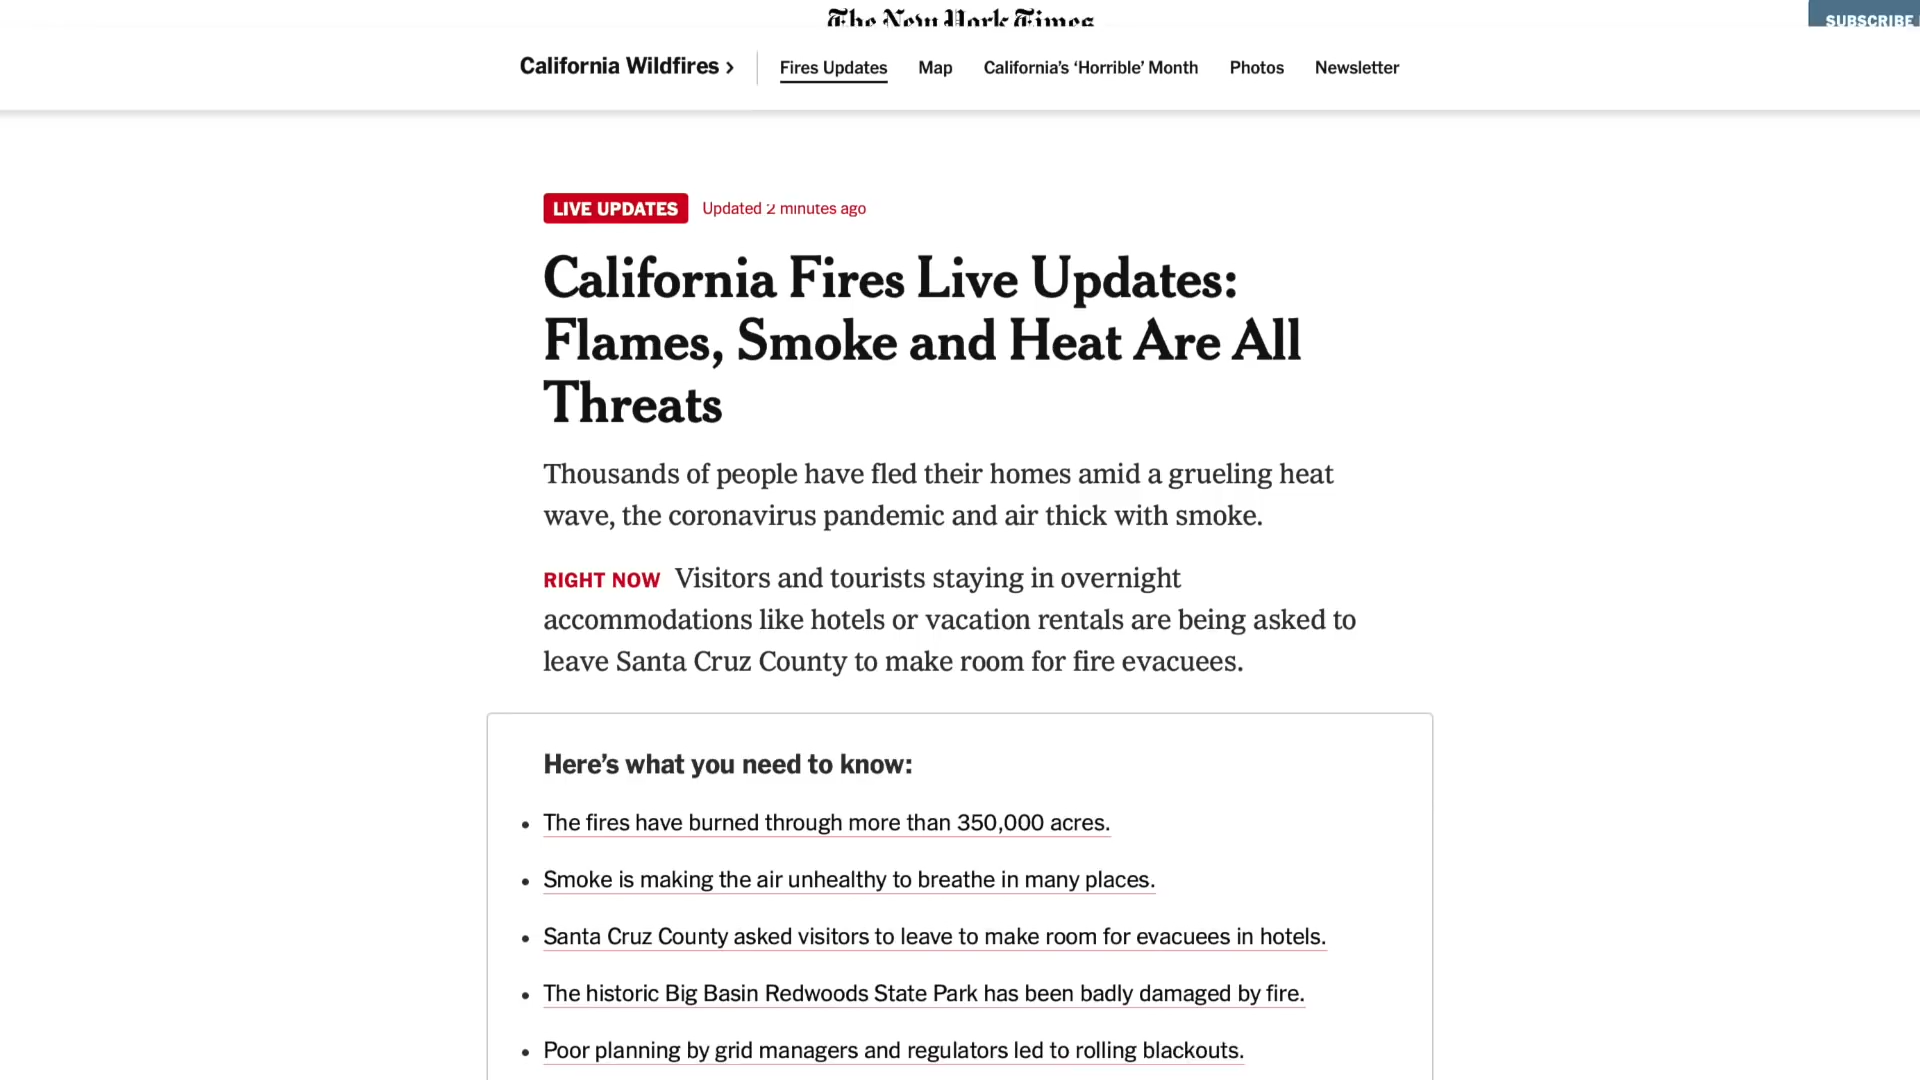 The New York Times
SUBSCRIBE
California Wildfires ›
Fires Updates
Map
California’s ‘Horrible’ Month
Photos
Newsletter
LIVE UPDATES
Updated 2 minutes ago
California Fires Live Updates:
Flames, Smoke and Heat Are All
Threats
Thousands of people have fled their homes amid a grueling heat
wave, the coronavirus pandemic and air thick with smoke.
RIGHT NOW Visitors and tourists staying in overnight
accommodations like hotels or vacation rentals are being asked to
leave Santa Cruz County to make room for fire evacuees.
Here’s what you need to know:
• The fires have burned through more than 350,000 acres.
• Smoke is making the air unhealthy to breathe in many places.
• Santa Cruz County asked visitors to leave to make room for evacuees in hotels.
• The historic Big Basin Redwoods State Park has been badly damaged by fire.
• Poor planning by grid managers and regulators led to rolling blackouts.